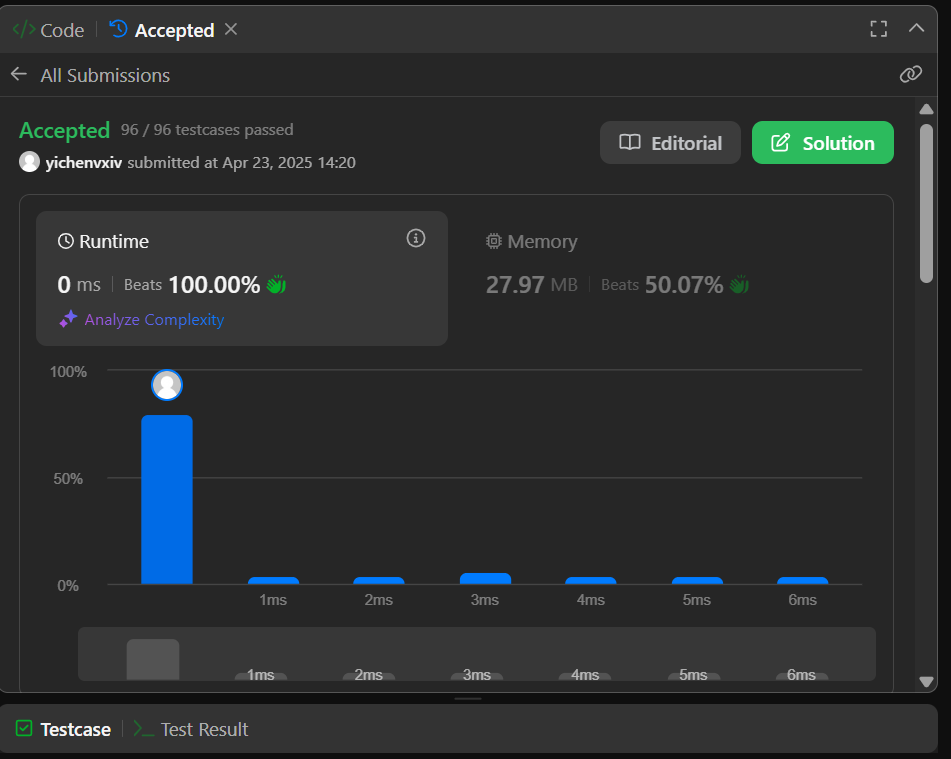 </> Code | Accepted
All Submissions
Accepted 96 / 96 testcases passed
yichenvxiv submitted at Apr 23, 2025 14:20
Editorial
Solution
Runtime
0 ms | Beats 100.00%
Analyze Complexity
Memory
27.97 MB | Beats 50.07%
100%
50%
0%
1ms 2ms 3ms 4ms 5ms 6ms
1ms 2ms 3ms 4ms 5ms 6ms
Testcase | >_ Test Result